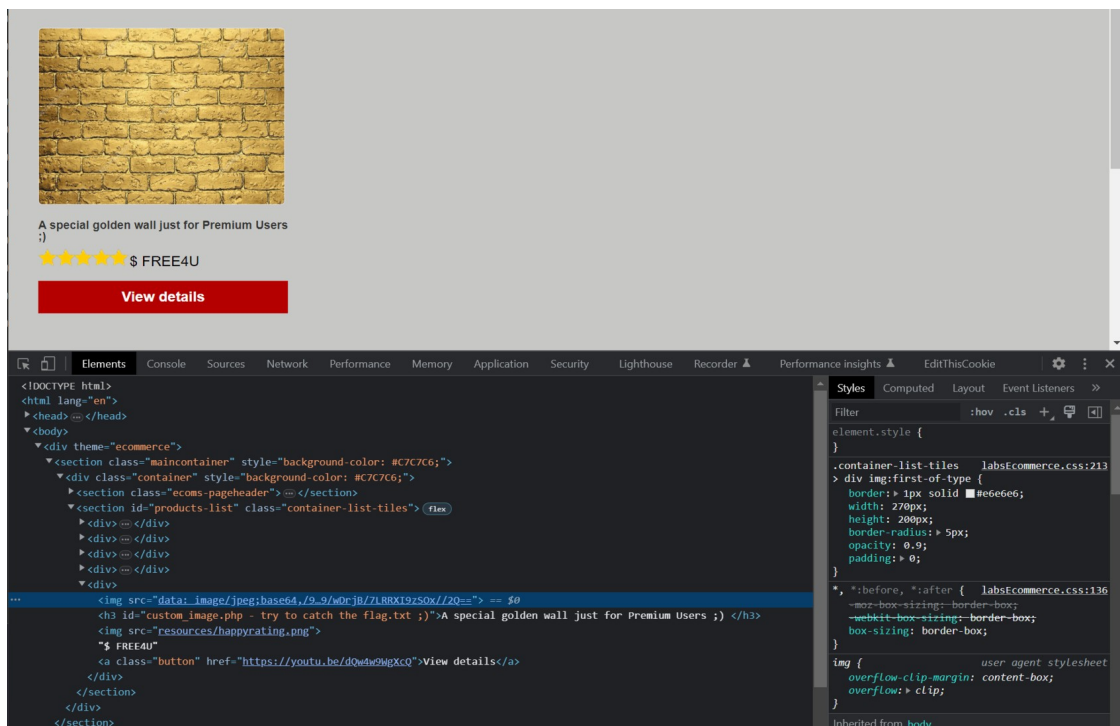 A special golden wall just for Premium Users
;)
$ FREE4U
View details
Elements Console Sources Network Performance Memory Application Security Lighthouse Recorder Performance insights EditThisCookie
<!DOCTYPE html>
<html lang="en">
<head> … </head>
<body>
<div theme="ecommerce">
<section class="maincontainer" style="background-color: #C7C7C6;">
<div class="container" style="background-color: #C7C7C6;">
<section class="ecoms-pageheader"> … </section>
<section id="products-list" class="container-list-tiles"> flex
<div> … </div>
<div> … </div>
<div> … </div>
<div> … </div>
<div>
… <img src="data: image/jpeg;base64,/9…9/wDrjB/7LRRXI9zSOx//2Q=="> == $0
<h3 id="custom_image.php - try to catch the flag.txt ;)">A special golden wall just for Premium Users ;) </h3>
<img src="resources/happyrating.png">
"$ FREE4U"
<a class="button" href="https://youtu.be/dQw4w9WgXcQ">View details</a>
</div>
</section>
</div>
</section>
Styles Computed Layout Event Listeners »
Filter :hov .cls +
element.style {
}
.container-list-tiles labsEcommerce.css:213
> div img:first-of-type {
border: 1px solid #e6e6e6;
width: 270px;
height: 200px;
border-radius: 5px;
opacity: 0.9;
padding: 0;
}
*, *:before, *:after { labsEcommerce.css:136
-moz-box-sizing: border-box;
-webkit-box-sizing: border-box;
box-sizing: border-box;
}
img { user agent stylesheet
overflow-clip-margin: content-box;
overflow: clip;
}
Inherited from body